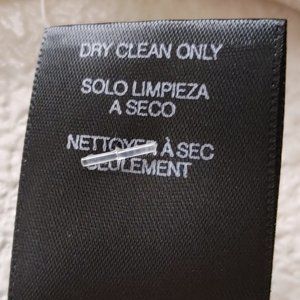 DRY CLEAN ONLY
SOLO LIMPIEZA
A SECO
NETTOYER À SEC
SEULEMENT